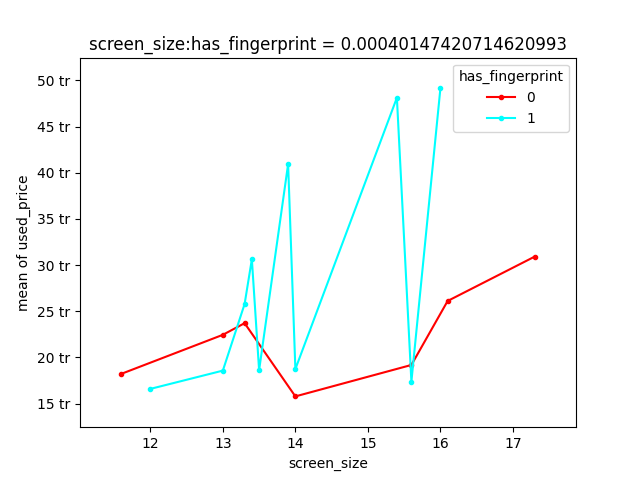 screen_size:has_fingerprint = 0.00040147420714620993
has_fingerprint
0
1
50 tr
45 tr
40 tr
35 tr
30 tr
25 tr
20 tr
15 tr
mean of used_price
12 13 14 15 16 17
screen_size